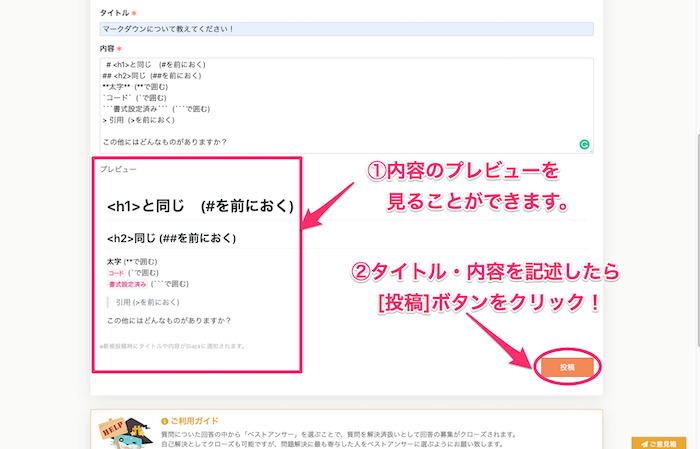 タイトル *
マークダウンについて教えてください！
内容 *
# <h1>と同じ　(#を前におく)
## <h2>同じ (##を前におく)
**太字** (**で囲む)
`コード` (`で囲む)
```書式設定済み``` (```で囲む)
> 引用 (>を前におく)
この他にはどんなものがありますか？
プレビュー
<h1>と同じ　(#を前におく)
<h2>同じ (##を前におく)
太字 (**で囲む)
コード (`で囲む)
書式設定済み (```で囲む)
引用 (>を前におく)
この他にはどんなものがありますか？
※新規投稿時にタイトルや内容がSlackに通知されます。
①内容のプレビューを
見ることができます。
②タイトル・内容を記述したら
[投稿]ボタンをクリック！
投稿
HELP
ご利用ガイド
質問についた回答の中から「ベストアンサー」を選ぶことで、質問を解決済扱いとして回答の募集がクローズされます。
自己解決としてクローズも可能ですが、問題解決に最も寄与した人をベストアンサーに選ぶようにお願い致します。
ご意見箱